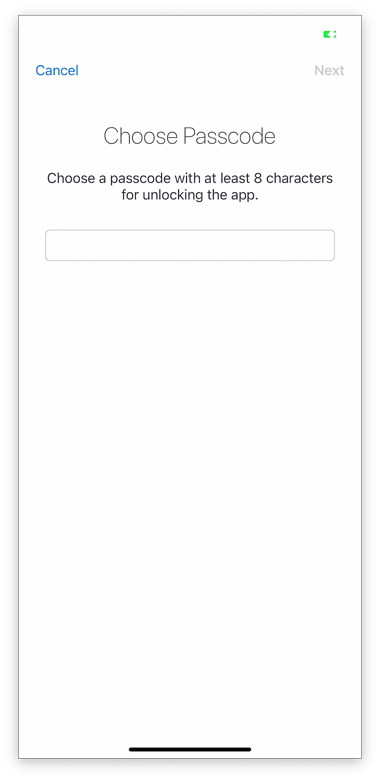 Cancel
Next
Choose Passcode
Choose a passcode with at least 8 characters
for unlocking the app.